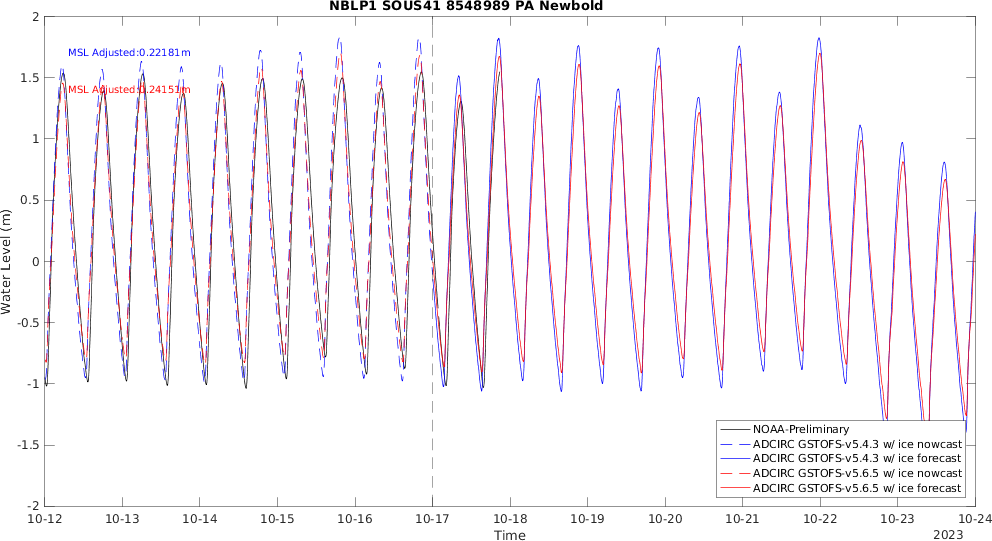 NBLP1 SOUS41 8548989 PA Newbold
MSL Adjusted:0.22181m
MSL Adjusted:0.24151m
Water Level (m)
2
1.5
1
0.5
0
-0.5
-1
-1.5
-2
NOAA-Preliminary
ADCIRC GSTOFS-v5.4.3 w/ ice nowcast
ADCIRC GSTOFS-v5.4.3 w/ ice forecast
ADCIRC GSTOFS-v5.6.5 w/ ice nowcast
ADCIRC GSTOFS-v5.6.5 w/ ice forecast
10-12 10-13 10-14 10-15 10-16 10-17 10-18 10-19 10-20 10-21 10-22 10-23 10-24
Time
2023